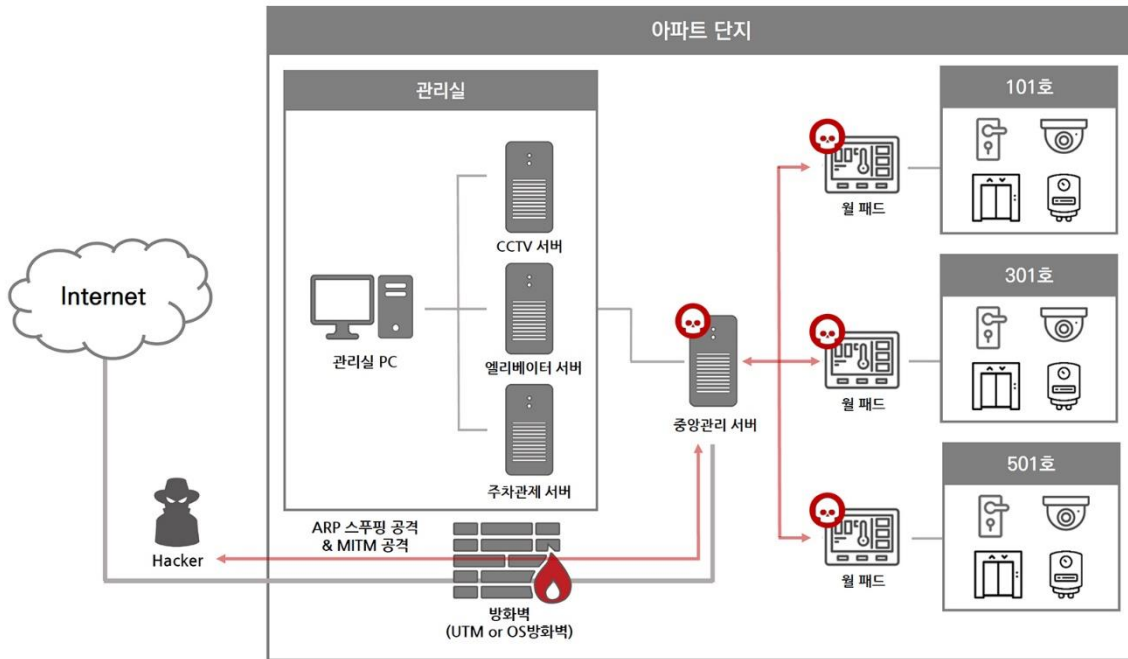 아파트 단지
관리실
101호
CCTV 서버
월 패드
Internet
관리실 PC
엘리베이터 서버
301호
중앙관리 서버
월 패드
주차관제 서버
501호
ARP 스푸핑 공격
& MITM 공격
Hacker
방화벽
(UTM or OS방화벽)
월 패드